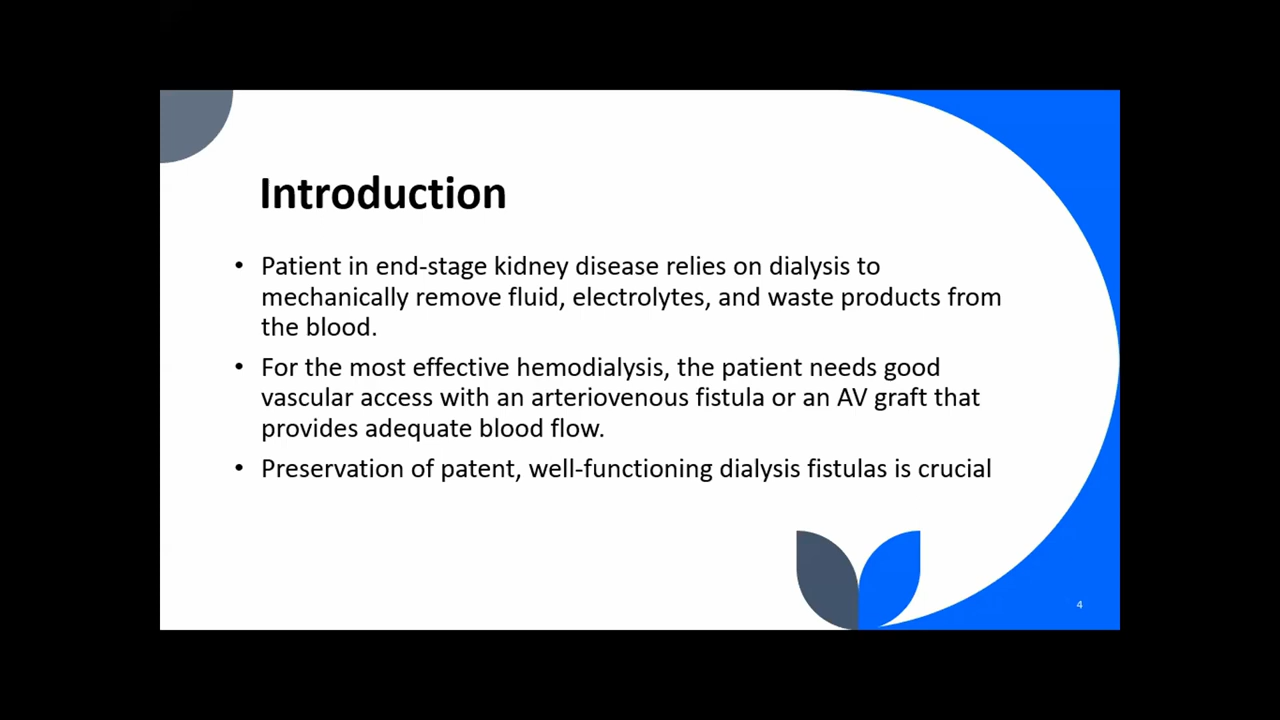 Introduction
• Patient in end-stage kidney disease relies on dialysis to
mechanically remove fluid, electrolytes, and waste products from
the blood.
• For the most effective hemodialysis, the patient needs good
vascular access with an arteriovenous fistula or an AV graft that
provides adequate blood flow.
• Preservation of patent, well-functioning dialysis fistulas is crucial
4